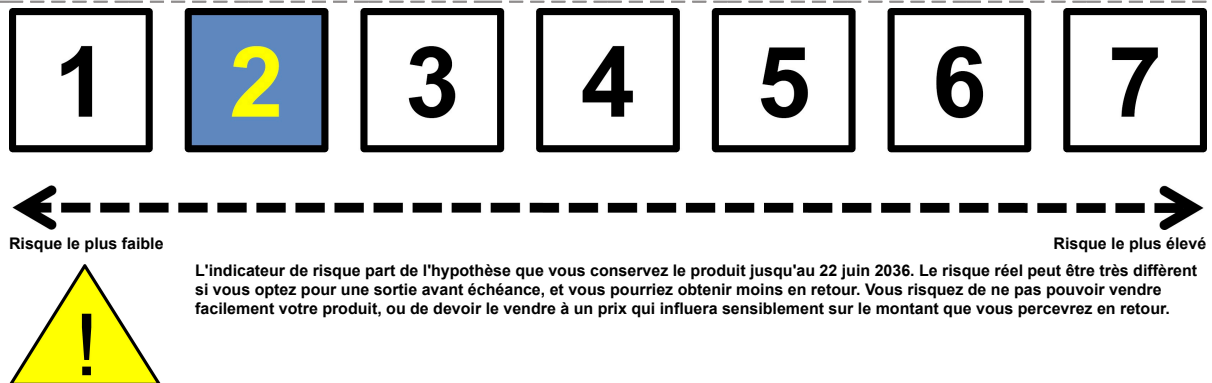 1 2 3 4 5 6 7
Risque le plus faible Risque le plus élevé
!
L'indicateur de risque part de l'hypothèse que vous conservez le produit jusqu'au 22 juin 2036. Le risque réel peut être très diffèrent
si vous optez pour une sortie avant échéance, et vous pourriez obtenir moins en retour. Vous risquez de ne pas pouvoir vendre
facilement votre produit, ou de devoir le vendre à un prix qui influera sensiblement sur le montant que vous percevrez en retour.